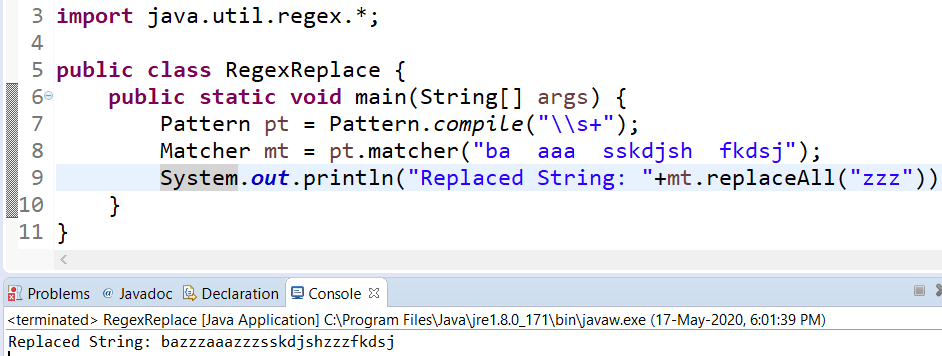 3 import java.util.regex.*;
4
5 public class RegexReplace {
6 public static void main(String[] args) {
7 Pattern pt = Pattern.compile("\\s+");
8 Matcher mt = pt.matcher("ba  aaa  sskdjsh  fkdsj");
9 System.out.println("Replaced String: "+mt.replaceAll("zzz"))
10 }
11 }
Problems @ Javadoc Declaration Console
<terminated> RegexReplace [Java Application] C:\Program Files\Java\jre1.8.0_171\bin\javaw.exe (17-May-2020, 6:01:39 PM)
Replaced String: bazzzaaazzzsskdjshzzzfkdsj